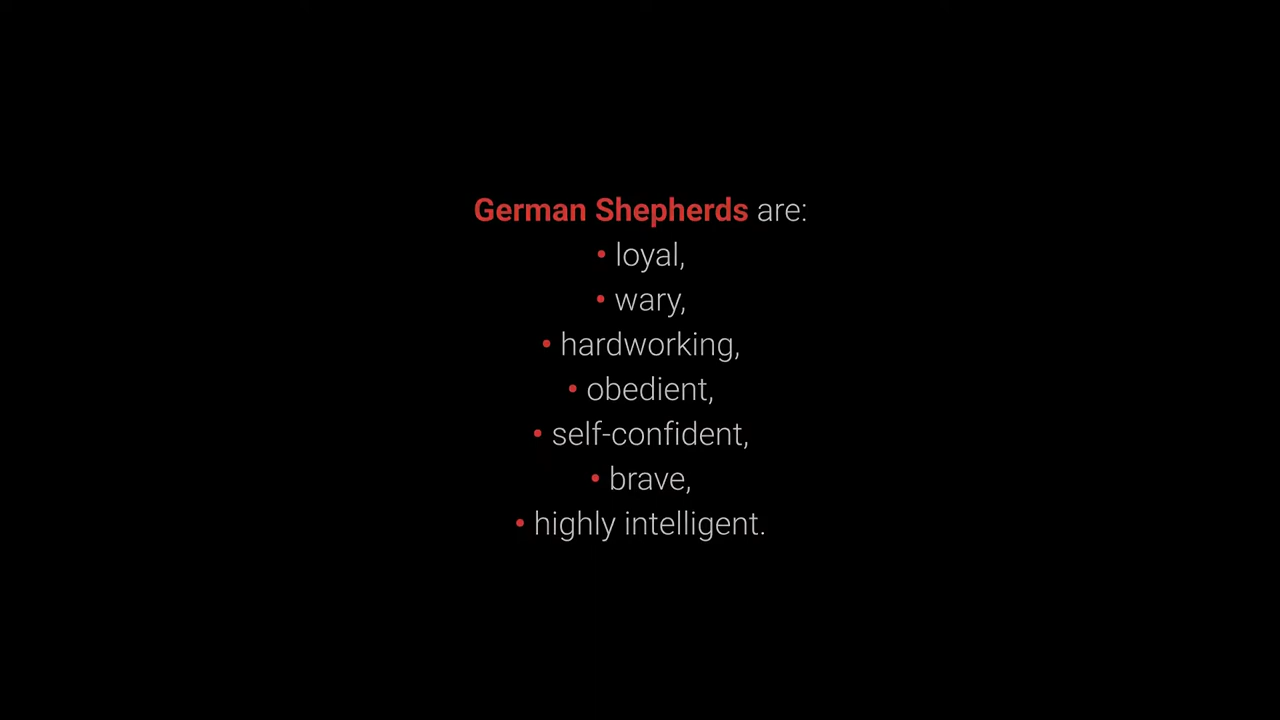 German Shepherds are:
• loyal,
• wary,
• hardworking,
• obedient,
• self-confident,
• brave,
• highly intelligent.